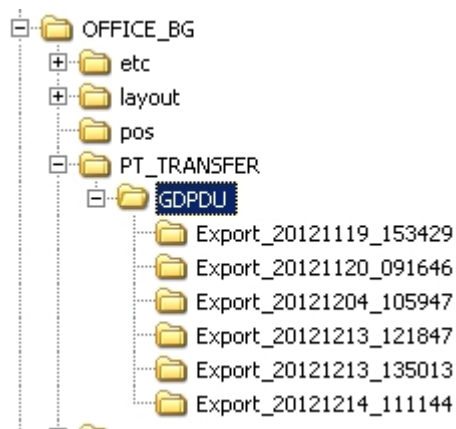 OFFICE_BG
etc
layout
pos
PT_TRANSFER
GDPDU
Export_20121119_153429
Export_20121120_091646
Export_20121204_105947
Export_20121213_121847
Export_20121213_135013
Export_20121214_111144